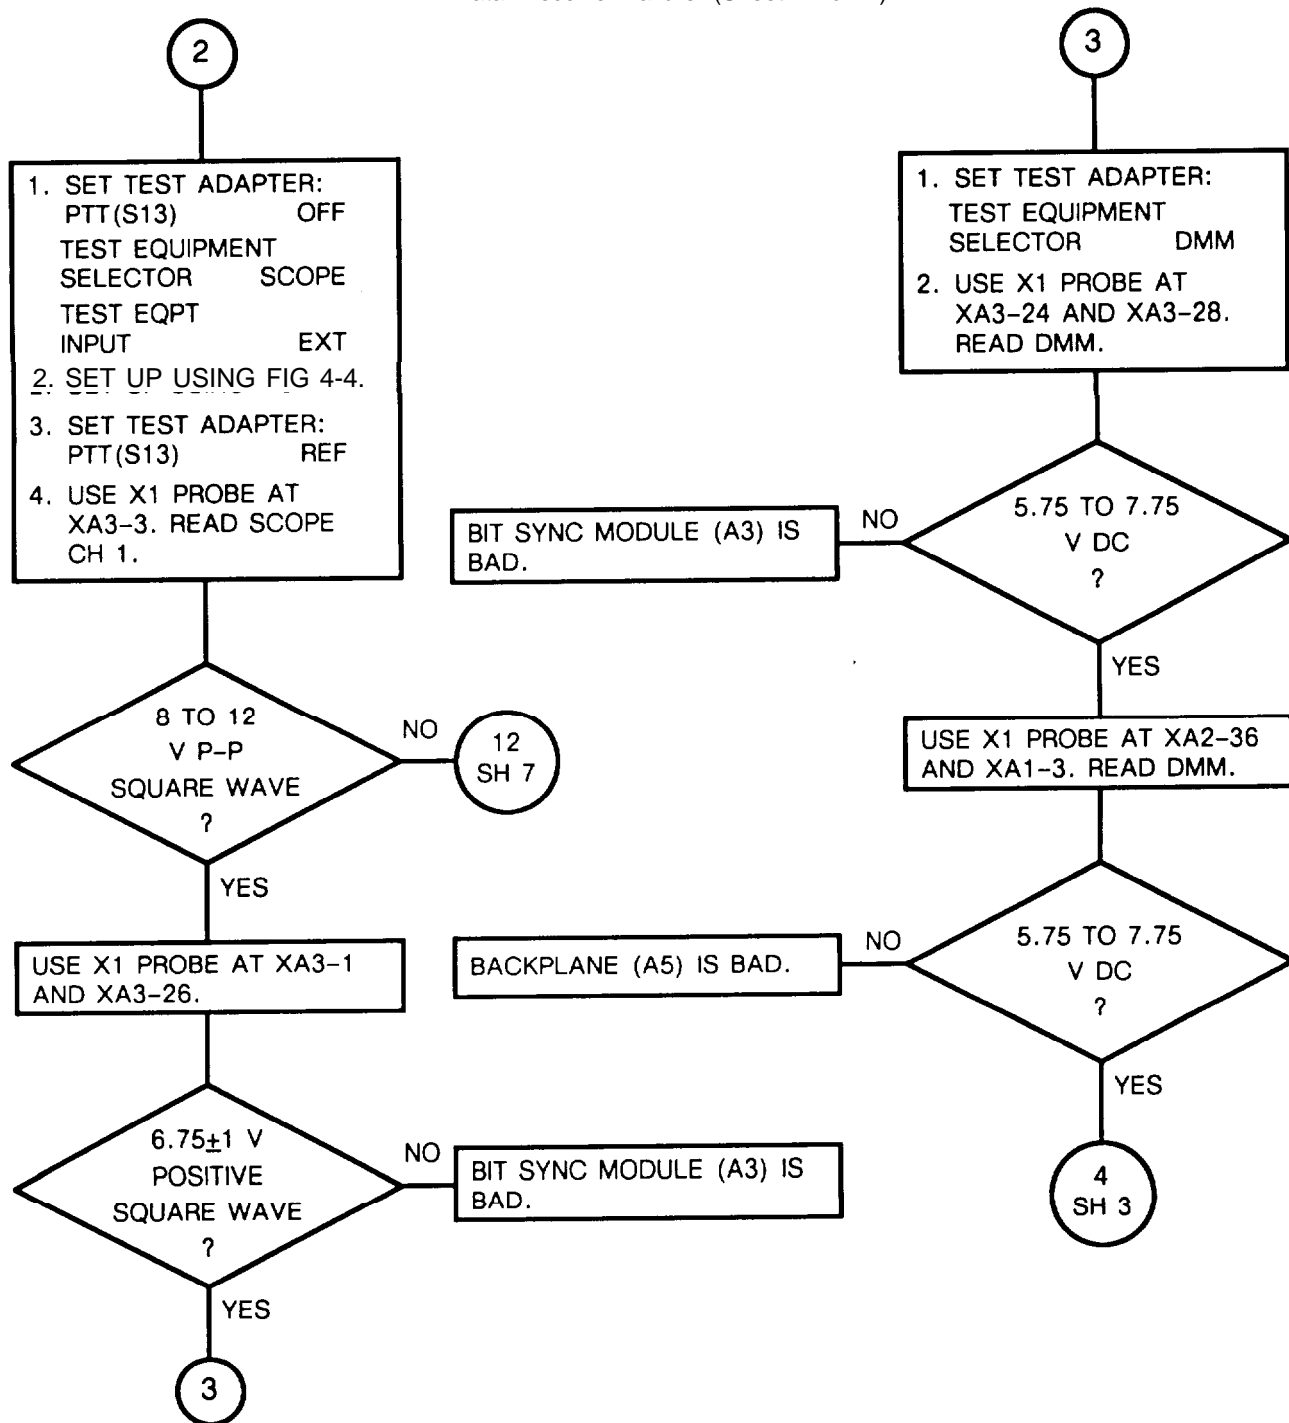 2
1. SET TEST ADAPTER:
PTT(S13) OFF
TEST EQUIPMENT
SELECTOR SCOPE
TEST EQPT
INPUT EXT
2. SET UP USING FIG 4-4.
3. SET TEST ADAPTER:
PTT(S13) REF
4. USE X1 PROBE AT
XA3-3. READ SCOPE
CH 1.
8 TO 12
V P-P
SQUARE WAVE
?
NO
12
SH 7
YES
USE X1 PROBE AT XA3-1
AND XA3-26.
6.75±1 V
POSITIVE
SQUARE WAVE
?
NO
BIT SYNC MODULE (A3) IS
BAD.
YES
3
3
1. SET TEST ADAPTER:
TEST EQUIPMENT
SELECTOR DMM
2. USE X1 PROBE AT
XA3-24 AND XA3-28.
READ DMM.
5.75 TO 7.75
V DC
?
NO
BIT SYNC MODULE (A3) IS
BAD.
YES
USE X1 PROBE AT XA2-36
AND XA1-3. READ DMM.
5.75 TO 7.75
V DC
?
NO
BACKPLANE (A5) IS BAD.
YES
4
SH 3